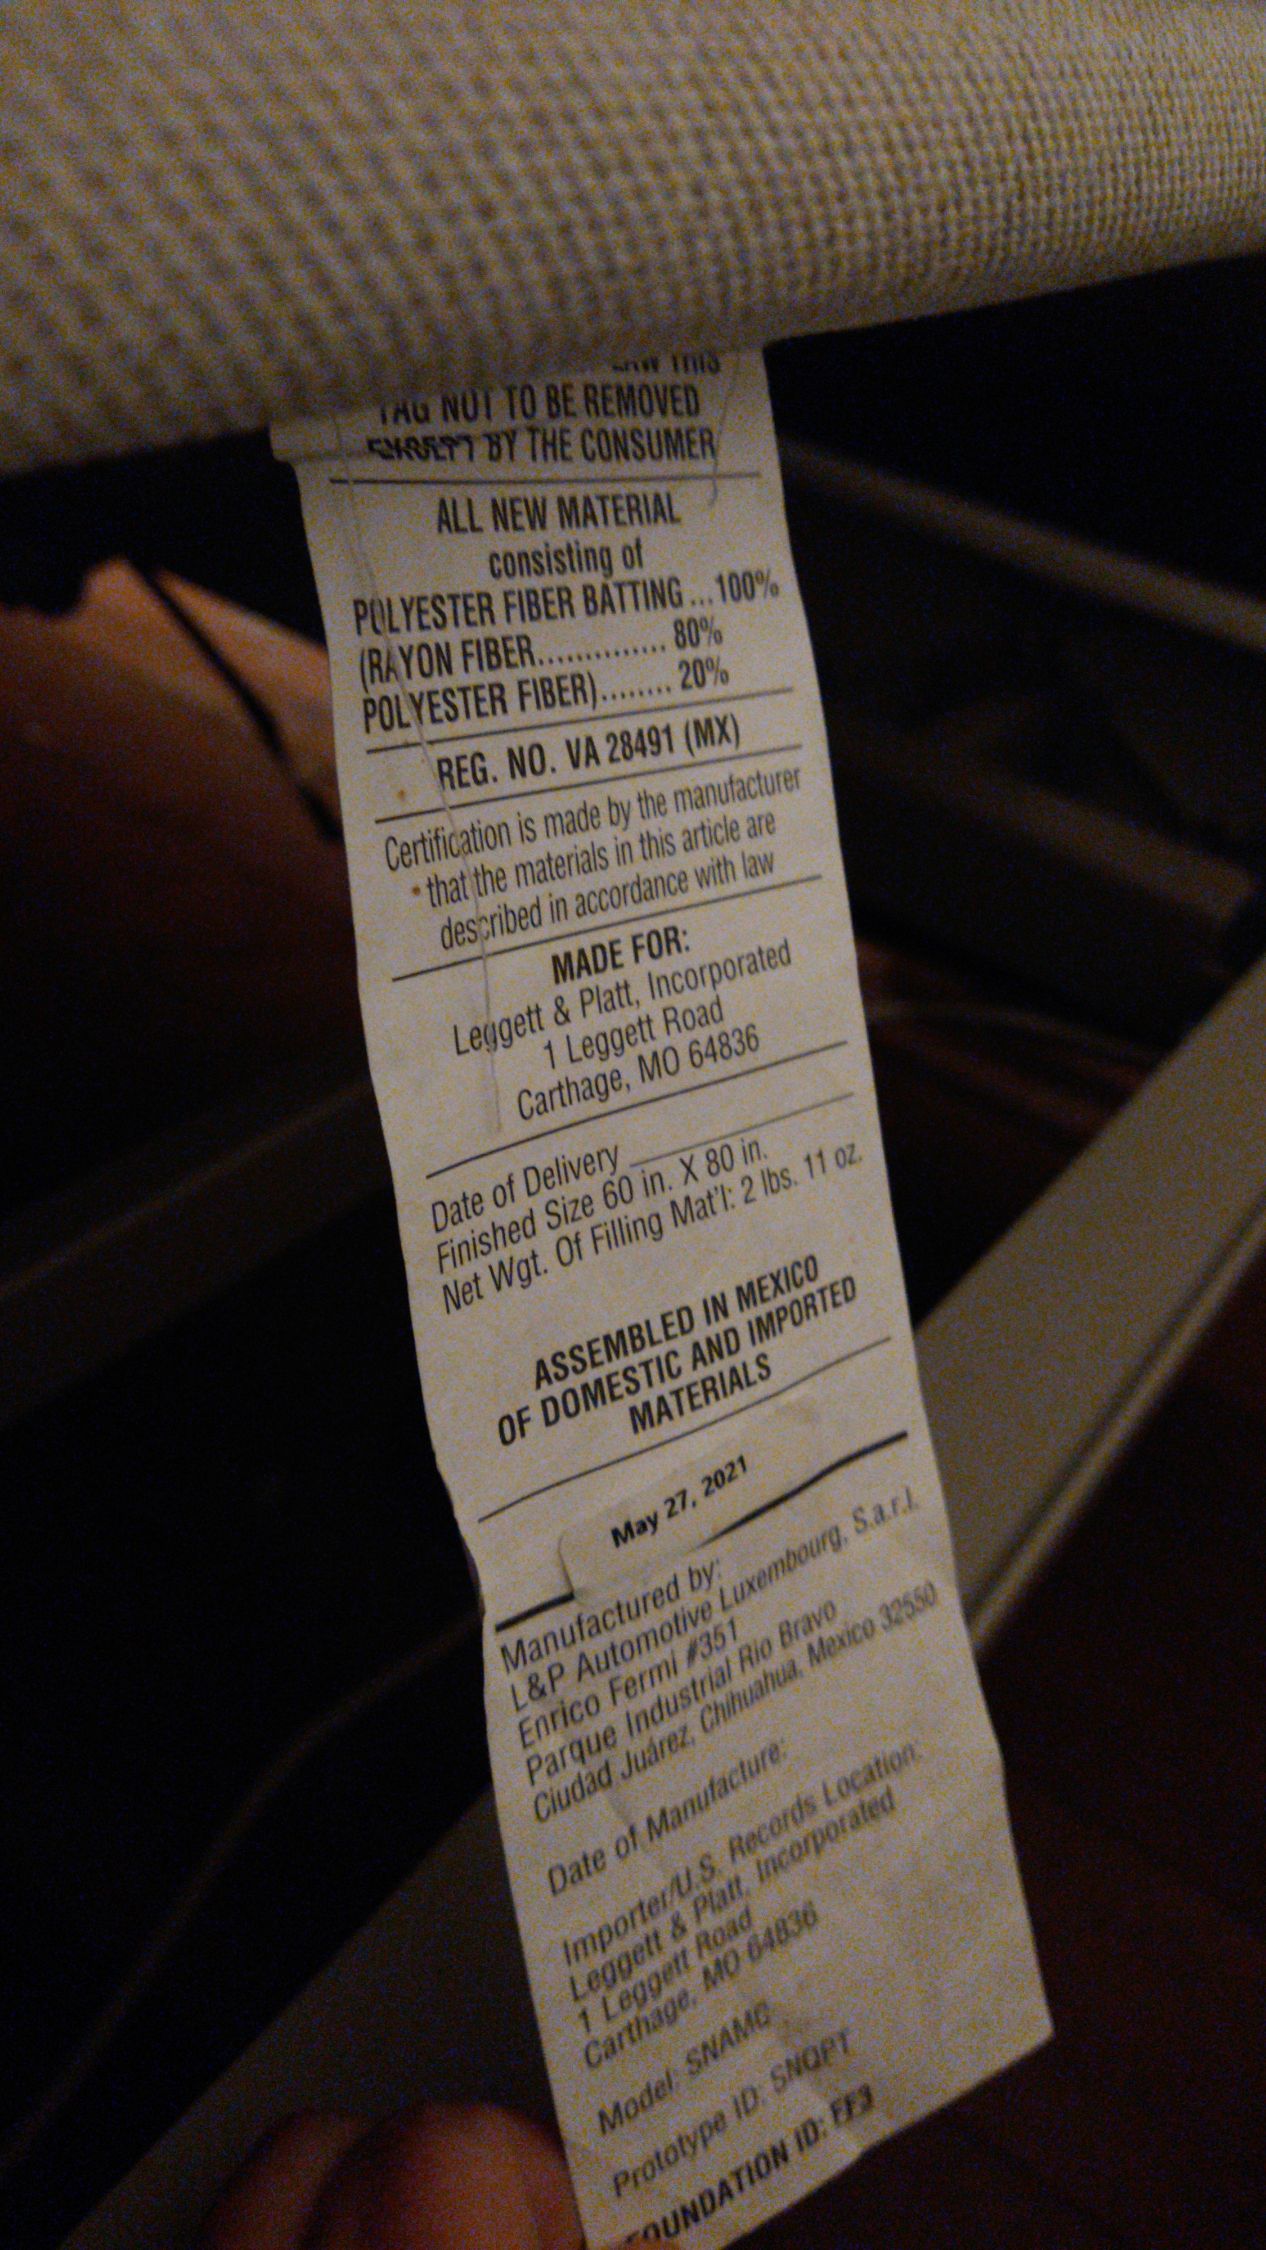 LAW THIS
TAG NOT TO BE REMOVED
EXCEPT BY THE CONSUMER
ALL NEW MATERIAL
consisting of
POLYESTER FIBER BATTING ... 100%
(RAYON FIBER.............. 80%
POLYESTER FIBER)........ 20%
REG. NO. VA 28491 (MX)
Certification is made by the manufacturer
that the materials in this article are
described in accordance with law
MADE FOR:
Leggett & Platt, Incorporated
1 Leggett Road
Carthage, MO 64836
Date of Delivery
Finished Size 60 in. X 80 in.
Net Wgt. Of Filling Mat'l: 2 lbs. 11 oz.
ASSEMBLED IN MEXICO
OF DOMESTIC AND IMPORTED
MATERIALS
May 27, 2021
Manufactured by:
L&P Automotive Luxembourg, S.a.r.l.
Enrico Fermi #351
Parque Industrial Rio Bravo
Ciudad Juárez, Chihuahua, Mexico 32550
Date of Manufacture:
Importer/U.S. Records Location:
Leggett & Platt, Incorporated
1 Leggett Road
Carthage, MO 64836
Model: SNAMC
Prototype ID: SNQPT
FOUNDATION ID: FF3